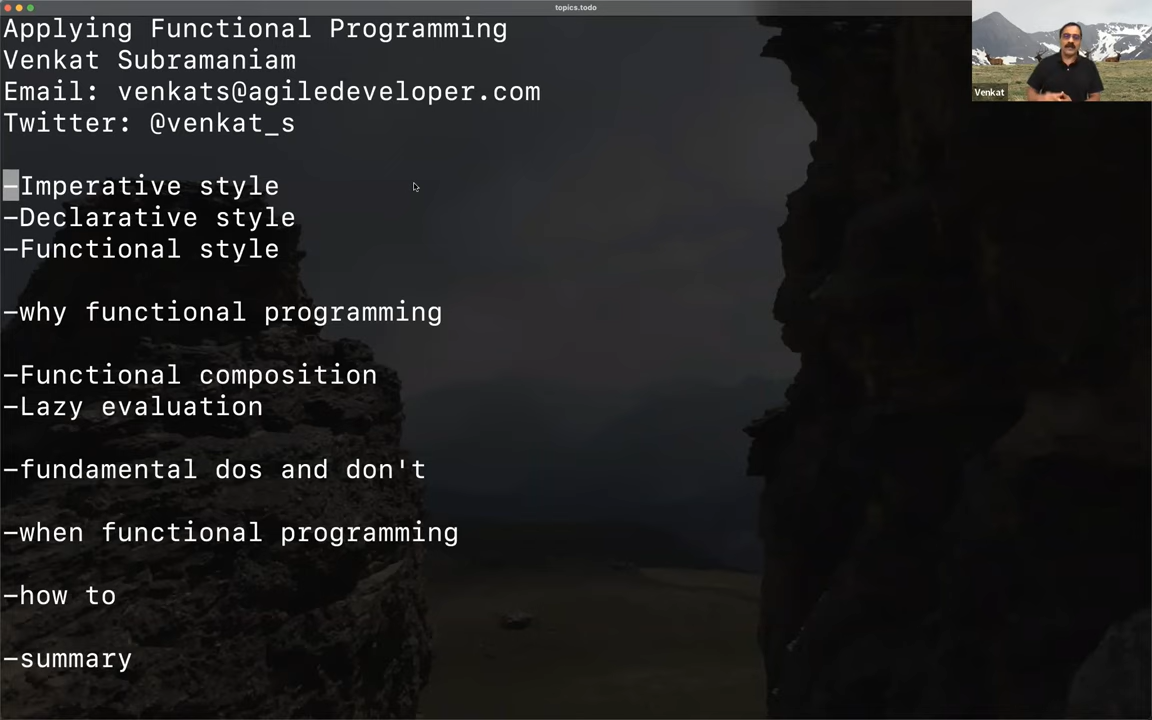 topics.todo
Applying Functional Programming
Venkat Subramaniam
Email: venkats@agiledeveloper.com
Twitter: @venkat_s
Venkat
-Imperative style
-Declarative style
-Functional style
-why functional programming
-Functional composition
-Lazy evaluation
-fundamental dos and don't
-when functional programming
-how to
-summary